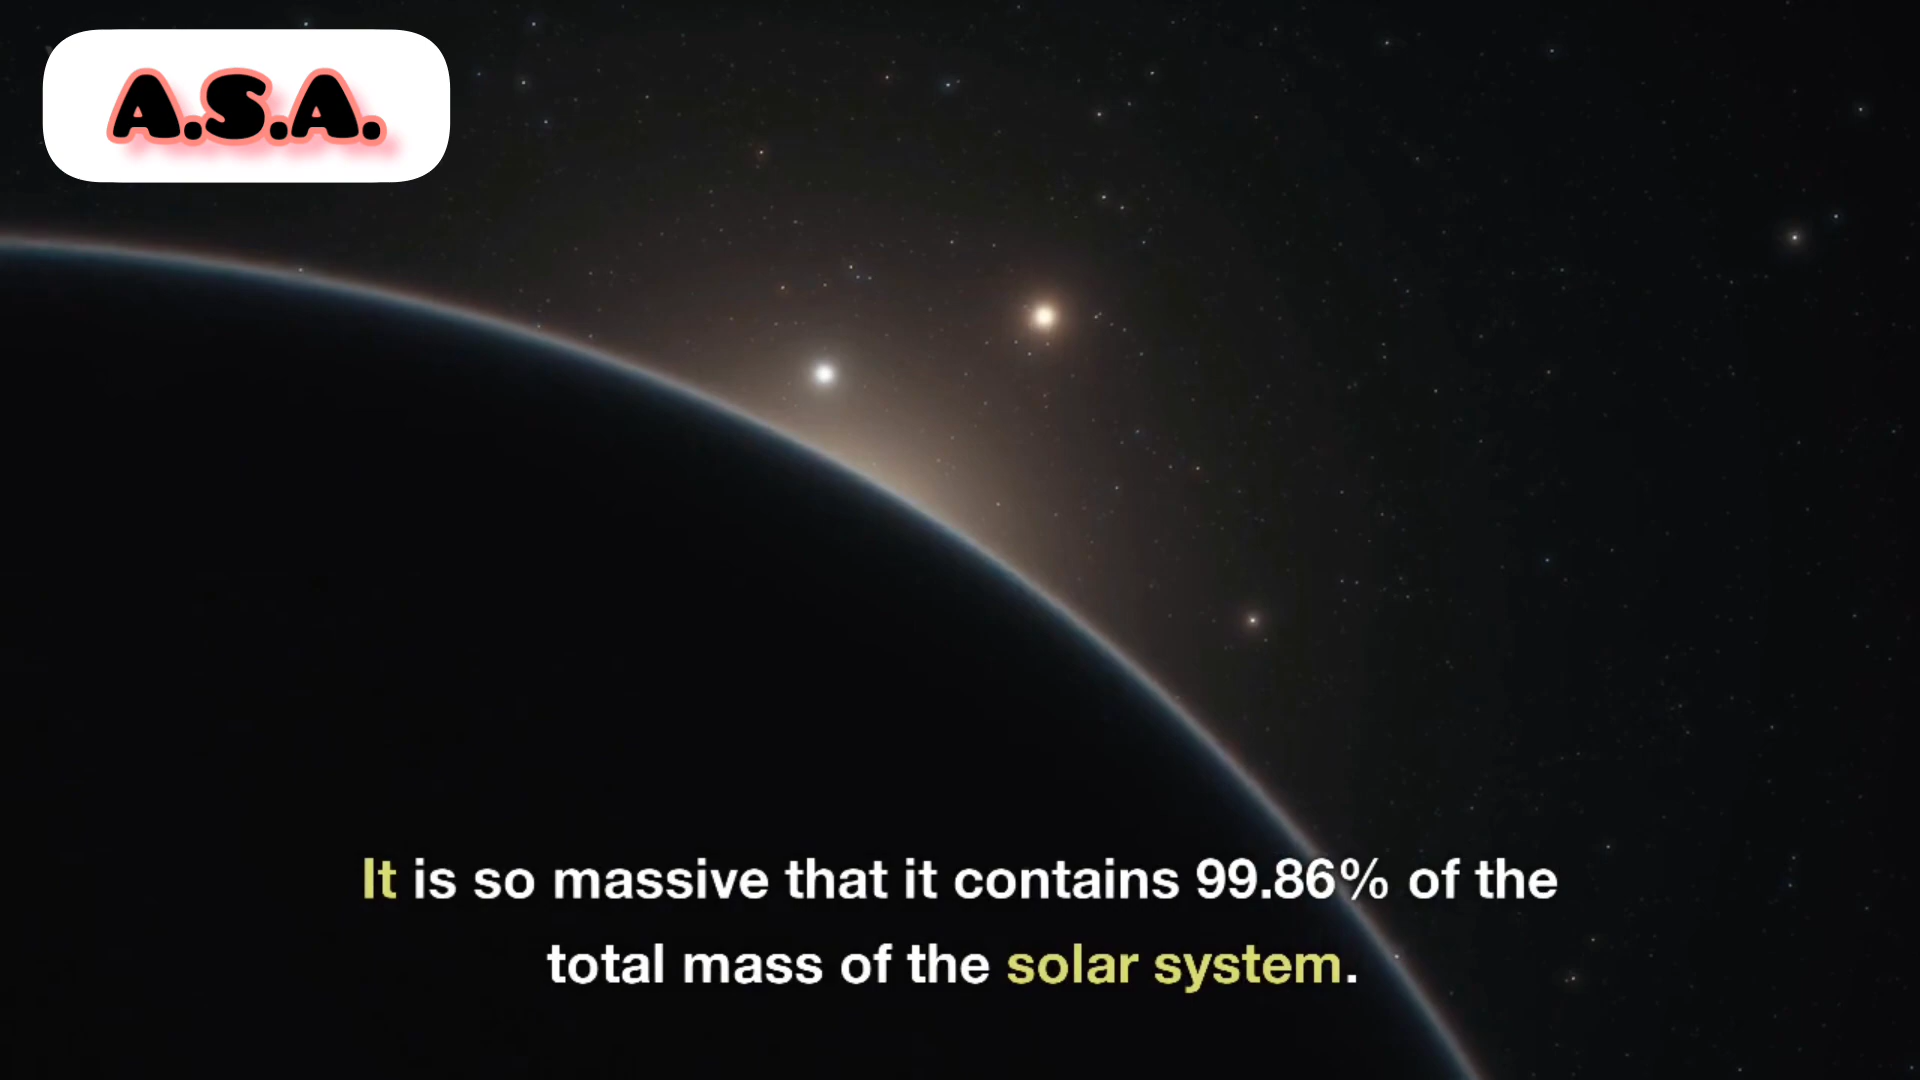 A.S.A.
It is so massive that it contains 99.86% of the
total mass of the solar system.